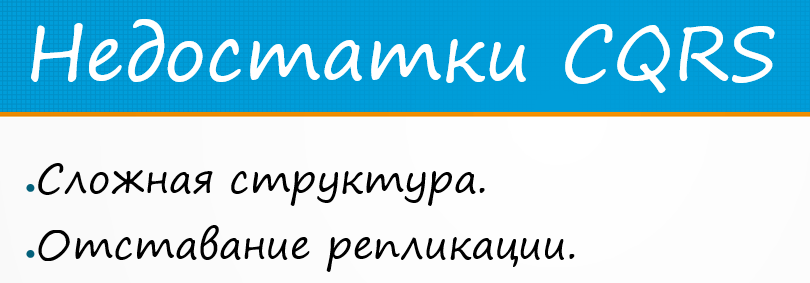 Недостатки CQRS
•Сложная структура.
•Отставание репликации.